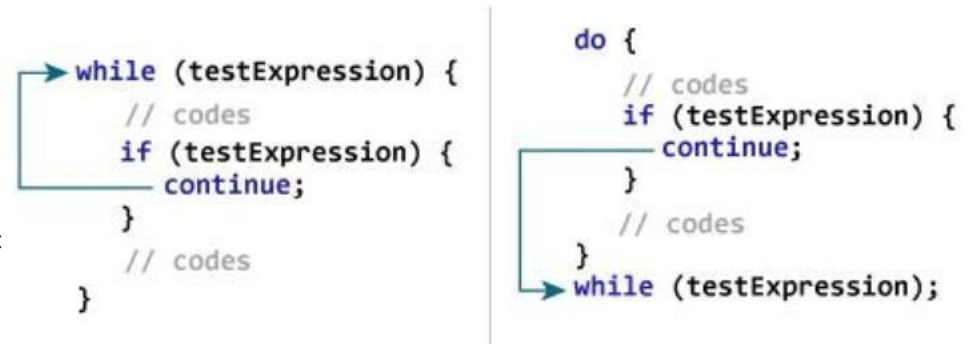 while (testExpression) {
// codes
if (testExpression) {
continue;
}
// codes
}
do {
// codes
if (testExpression) {
continue;
}
// codes
}
while (testExpression);